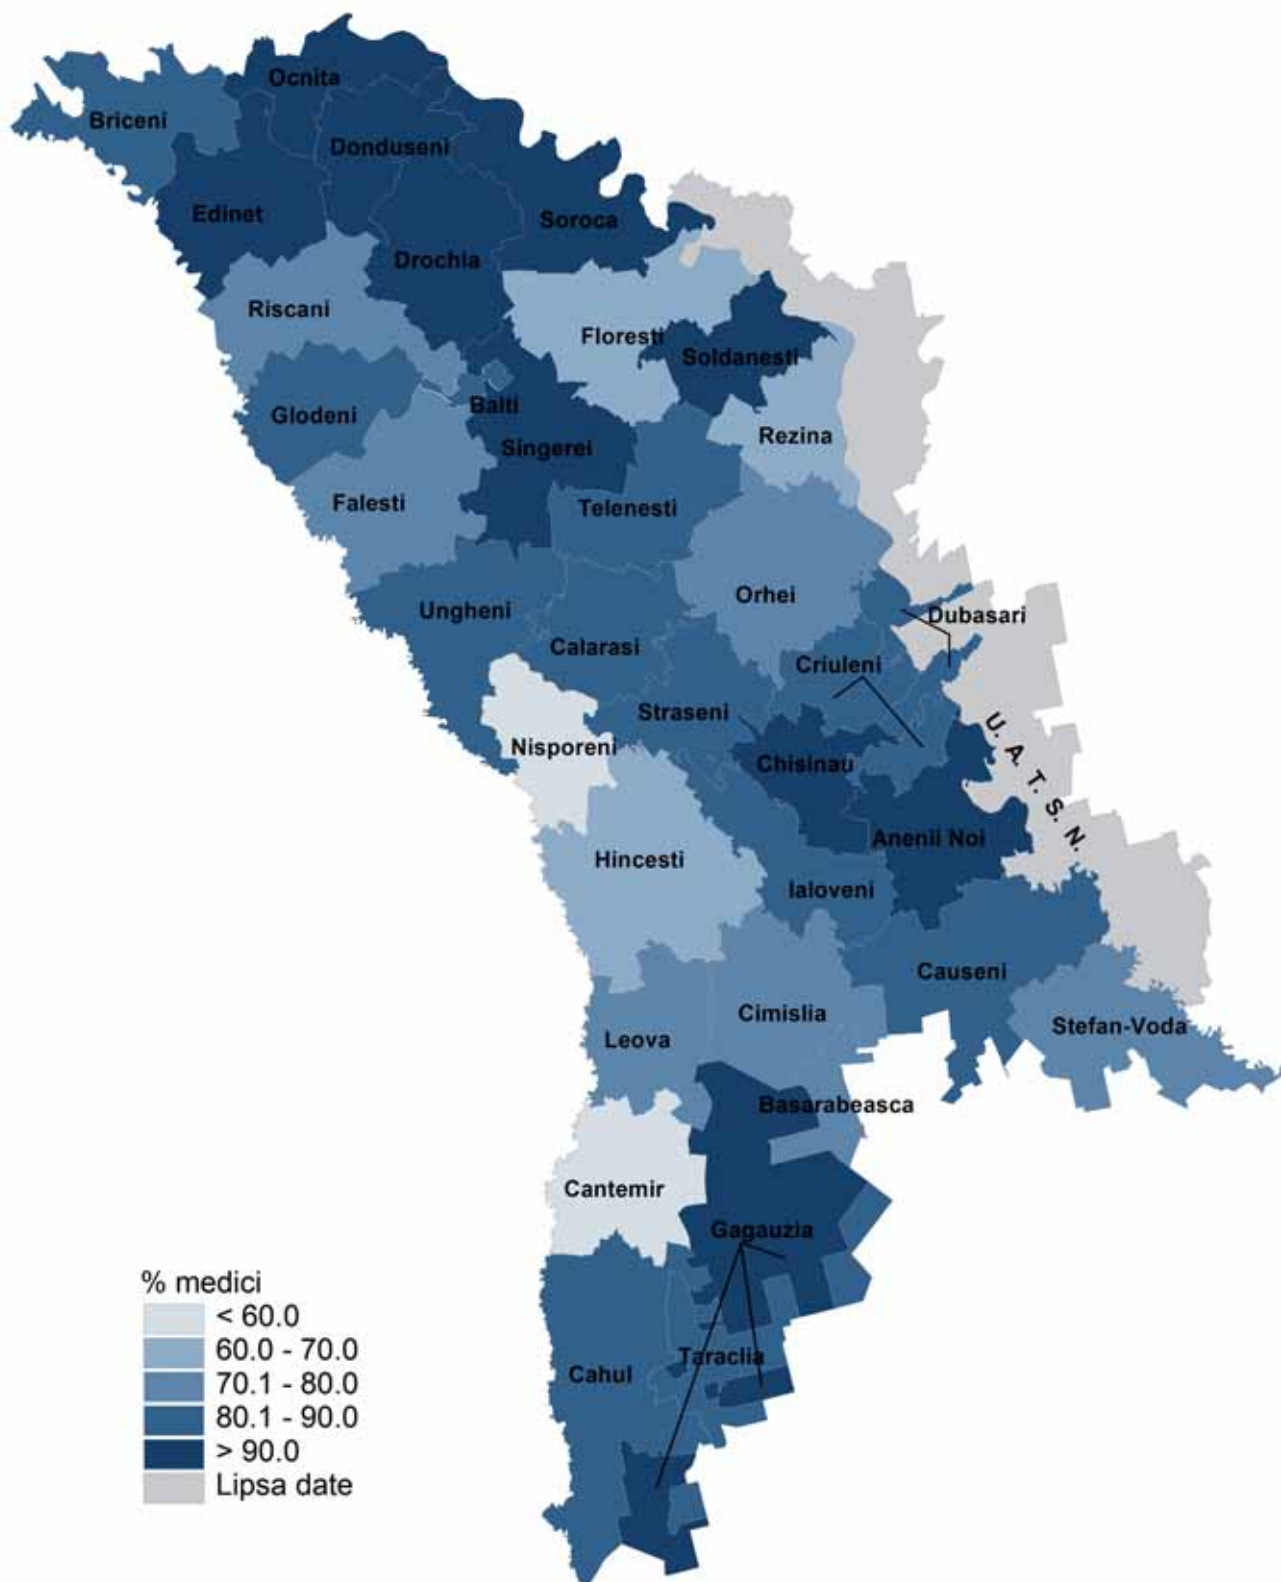 Ocnita
Briceni
Donduseni
Edinet
Soroca
Drochia
Riscani
Floresti
Soldanesti
Balti
Glodeni
Rezina
Singerei
Falesti
Telenesti
Orhei
Ungheni
Dubasari
Calarasi
Criuleni
Straseni
U. A. T. S. N.
Nisporeni
Chisinau
Anenii Noi
Hincesti
Ialoveni
Causeni
Cimislia
Stefan-Voda
Leova
Basarabeasca
Cantemir
Gagauzia
Taraclia
Cahul
% medici
< 60.0
60.0 - 70.0
70.1 - 80.0
80.1 - 90.0
> 90.0
Lipsa date